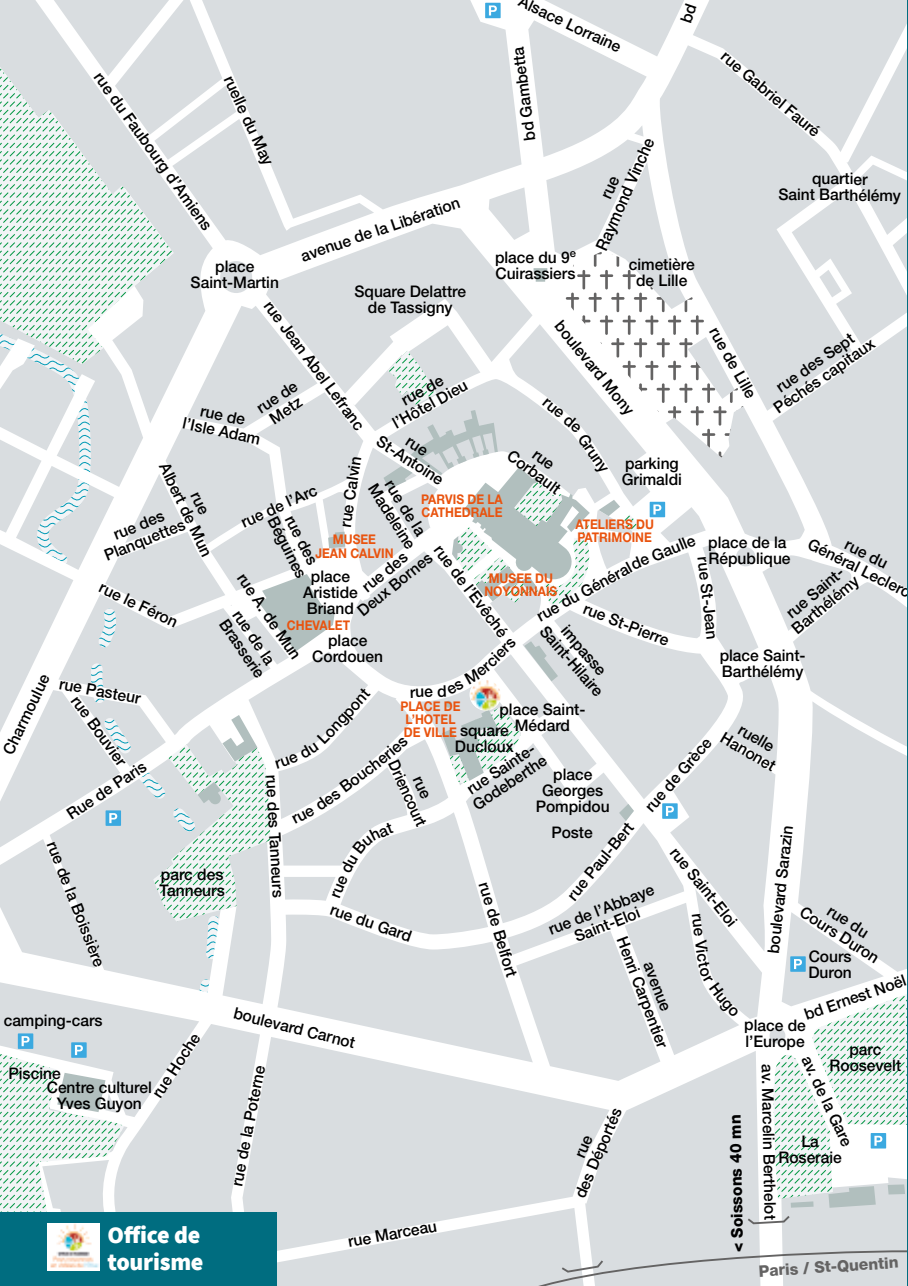 P
Alsace Lorraine
bd
bd Gambetta
rue Gabriel Fauré
rue du Faubourg d'Amiens
ruelle du May
rue
Raymond Vinche
quartier
Saint Barthélémy
avenue de la Libération
place
Saint-Martin
place du 9e
Cuirassiers
cimetière
de Lille
Square Delattre
de Tassigny
rue Jean Abel Lefranc
boulevard Mony
rue de Lille
rue des Sept
Péchés capitaux
rue de
Metz
rue de
l'Hôtel Dieu
rue de
l'Isle Adam
rue de Gruny
rue
St-Antoine
rue
Corbault
parking
Grimaldi
P
rue
Albert de Mun
rue Calvin
rue de la
Madeleine
rue de l'Arc
rue des
Béguines
PARVIS DE LA
CATHEDRALE
ATELIERS DU
PATRIMOINE
rue des
Planquettes
MUSEE
JEAN CALVIN
place de la
République
rue du
Général Leclerc
rue des
Deux Bornes
rue de l'Evêché
MUSEE DU
NOYONNAIS
rue du Général de Gaulle
place
Aristide
Briand
CHEVALET
rue le Féron
rue A. de Mun
rue de la
Brasserie
place
Cordouen
rue St-Pierre
rue St-Jean
rue Saint-
Barthélémy
impasse
Saint-Hilaire
place Saint-
Barthélémy
Charmoulue
rue Pasteur
rue Bouvier
rue des Merciers
PLACE DE
L'HÔTEL
DE VILLE
place Saint-
Médard
square
Ducloux
rue du Longpont
rue des Boucheries
rue
Driencourt
rue Sainte-
Godeberthe
place
Georges
Pompidou
Poste
rue de Grèce
ruelle
Hanonet
Rue de Paris
P
P
rue des Tanneurs
rue du Buhat
rue Paul-Bert
rue Saint-Eloi
boulevard Sarazin
parc des
Tanneurs
rue de la Boissière
rue du Gard
rue de Belfort
rue de l'Abbaye
Saint-Eloi
rue Victor Hugo
avenue
Henri Carpentier
rue du
Cours Duron
P
Cours
Duron
bd Ernest Noël
camping-cars
P
P
boulevard Carnot
place de
l'Europe
Piscine
Centre culturel
Yves Guyon
rue Hoche
rue de la Poterne
parc
Roosevelt
av. de la Gare
av. Marcelin Berthelot
La
Roseraie
P
rue
des Déportés
< Soissons 40 mn
rue Marceau
Paris / St-Quentin
Office de
tourisme